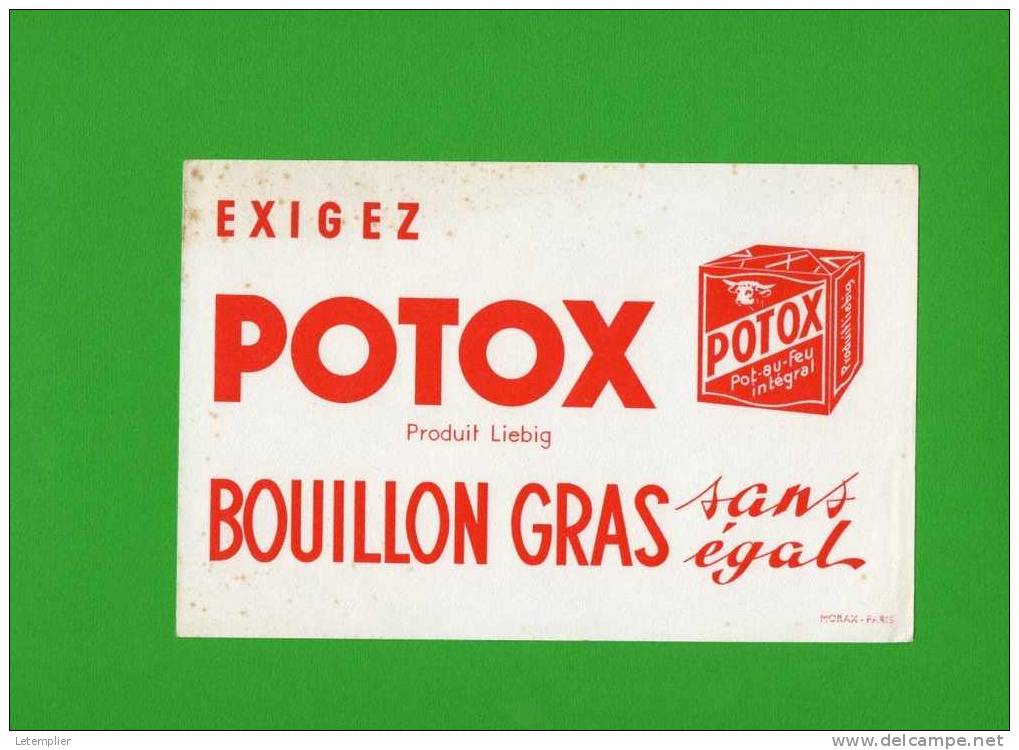 EXIGEZ
POTOX
Produit Liebig
BOUILLON GRAS sans égal
POTOX
Pot-au-feu
intégral
Produit Liebig
MORAX - PARIS
Letemplier
www.delcampe.net